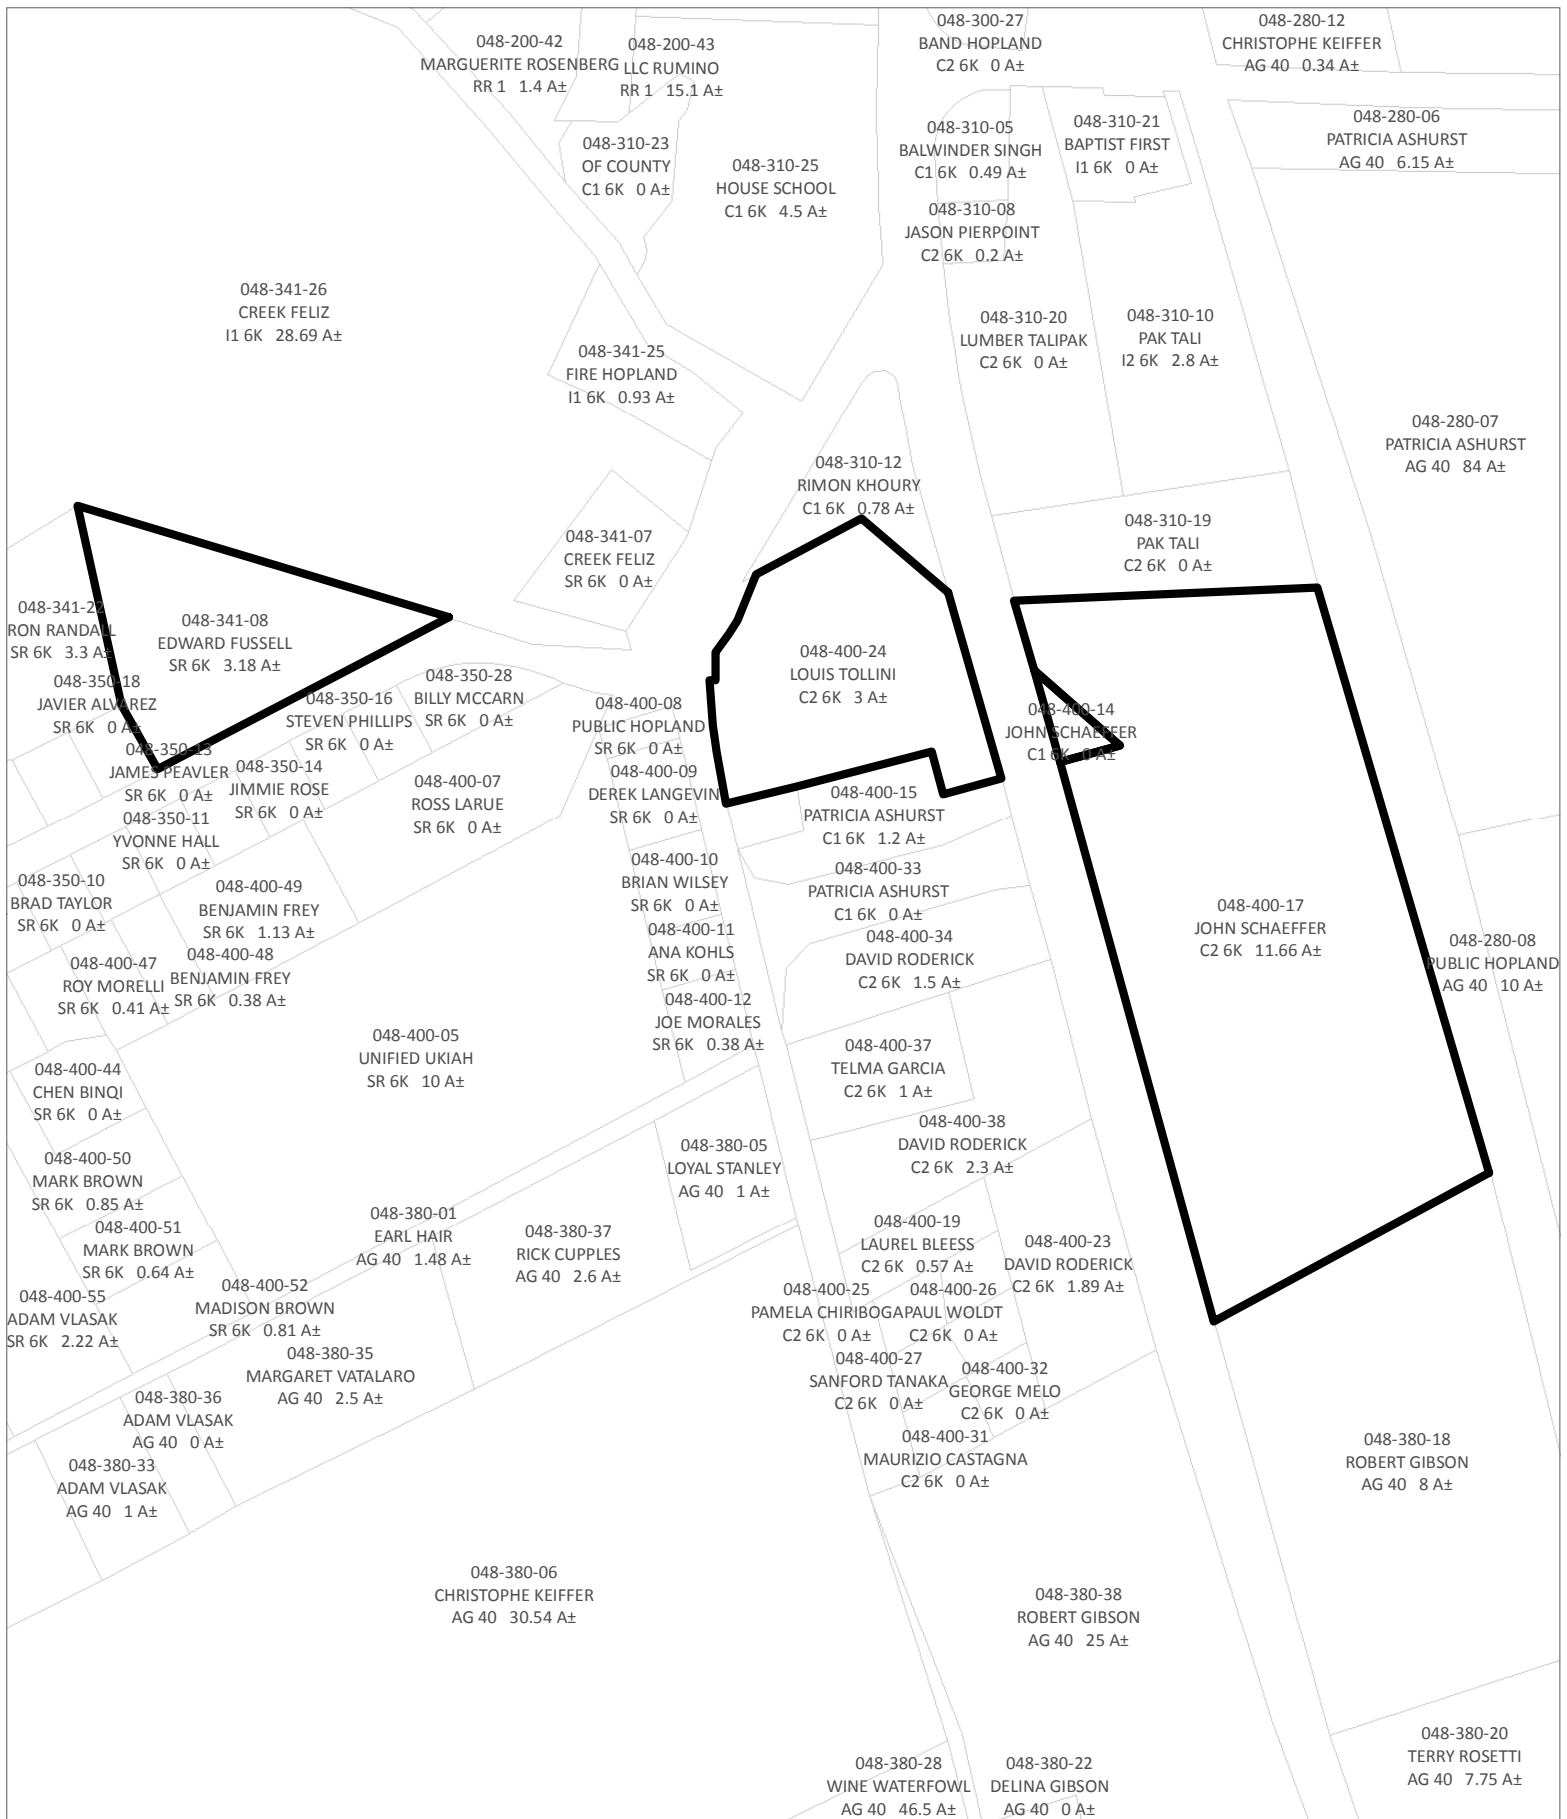 048-200-42
MARGUERITE ROSENBERG
RR 1 1.4 A±
048-200-43
LLC RUMINO
RR 1 15.1 A±
048-300-27
BAND HOPLAND
C2 6K 0 A±
048-280-12
CHRISTOPHE KEIFFER
AG 40 0.34 A±
048-310-23
OF COUNTY
C1 6K 0 A±
048-310-25
HOUSE SCHOOL
C1 6K 4.5 A±
048-310-05
BALWINDER SINGH
C1 6K 0.49 A±
048-310-21
BAPTIST FIRST
I1 6K 0 A±
048-280-06
PATRICIA ASHURST
AG 40 6.15 A±
048-310-08
JASON PIERPOINT
C2 6K 0.2 A±
048-341-26
CREEK FELIZ
I1 6K 28.69 A±
048-341-25
FIRE HOPLAND
I1 6K 0.93 A±
048-310-20
LUMBER TALIPAK
C2 6K 0 A±
048-310-10
PAK TALI
I2 6K 2.8 A±
048-280-07
PATRICIA ASHURST
AG 40 84 A±
048-310-12
RIMON KHOURY
C1 6K 0.78 A±
048-341-07
CREEK FELIZ
SR 6K 0 A±
048-310-19
PAK TALI
C2 6K 0 A±
048-341-22
RON RANDALL
SR 6K 3.3 A±
048-341-08
EDWARD FUSSELL
SR 6K 3.18 A±
048-400-24
LOUIS TOLLINI
C2 6K 3 A±
048-350-18
JAVIER ALVAREZ
SR 6K 0 A±
048-350-16
STEVEN PHILLIPS
SR 6K 0 A±
048-350-28
BILLY MCCARN
SR 6K 0 A±
048-400-08
PUBLIC HOPLAND
SR 6K 0 A±
048-400-14
JOHN SCHAEFFER
C1 6K 0 A±
048-350-13
JAMES PEAVLER
SR 6K 0 A±
048-350-14
JIMMIE ROSE
SR 6K 0 A±
048-400-07
ROSS LARUE
SR 6K 0 A±
048-400-09
DEREK LANGEVIN
SR 6K 0 A±
048-400-15
PATRICIA ASHURST
C1 6K 1.2 A±
048-350-11
YVONNE HALL
SR 6K 0 A±
048-350-10
BRAD TAYLOR
SR 6K 0 A±
048-400-49
BENJAMIN FREY
SR 6K 1.13 A±
048-400-10
BRIAN WILSEY
SR 6K 0 A±
048-400-33
PATRICIA ASHURST
C1 6K 0 A±
048-400-17
JOHN SCHAEFFER
C2 6K 11.66 A±
048-400-47
ROY MORELLI
SR 6K 0.41 A±
048-400-48
BENJAMIN FREY
SR 6K 0.38 A±
048-400-11
ANA KOHLS
SR 6K 0 A±
048-400-34
DAVID RODERICK
C2 6K 1.5 A±
048-280-08
PUBLIC HOPLAND
AG 40 10 A±
048-400-12
JOE MORALES
SR 6K 0.38 A±
048-400-05
UNIFIED UKIAH
SR 6K 10 A±
048-400-37
TELMA GARCIA
C2 6K 1 A±
048-400-44
CHEN BINQI
SR 6K 0 A±
048-400-38
DAVID RODERICK
C2 6K 2.3 A±
048-400-50
MARK BROWN
SR 6K 0.85 A±
048-380-05
LOYAL STANLEY
AG 40 1 A±
048-400-51
MARK BROWN
SR 6K 0.64 A±
048-380-01
EARL HAIR
AG 40 1.48 A±
048-380-37
RICK CUPPLES
AG 40 2.6 A±
048-400-19
LAUREL BLEESS
C2 6K 0.57 A±
048-400-23
DAVID RODERICK
C2 6K 1.89 A±
048-400-55
ADAM VLASAK
SR 6K 2.22 A±
048-400-52
MADISON BROWN
SR 6K 0.81 A±
048-400-25
PAMELA CHIRIBOGA
C2 6K 0 A±
048-400-26
PAUL WOLDT
C2 6K 0 A±
048-380-35
MARGARET VATALARO
AG 40 2.5 A±
048-400-27
SANFORD TANAKA
C2 6K 0 A±
048-400-32
GEORGE MELO
C2 6K 0 A±
048-380-36
ADAM VLASAK
AG 40 0 A±
048-400-31
MAURIZIO CASTAGNA
C2 6K 0 A±
048-380-18
ROBERT GIBSON
AG 40 8 A±
048-380-33
ADAM VLASAK
AG 40 1 A±
048-380-06
CHRISTOPHE KEIFFER
AG 40 30.54 A±
048-380-38
ROBERT GIBSON
AG 40 25 A±
048-380-20
TERRY ROSETTI
AG 40 7.75 A±
048-380-28
WINE WATERFOWL
AG 40 46.5 A±
048-380-22
DELINA GIBSON
AG 40 0 A±